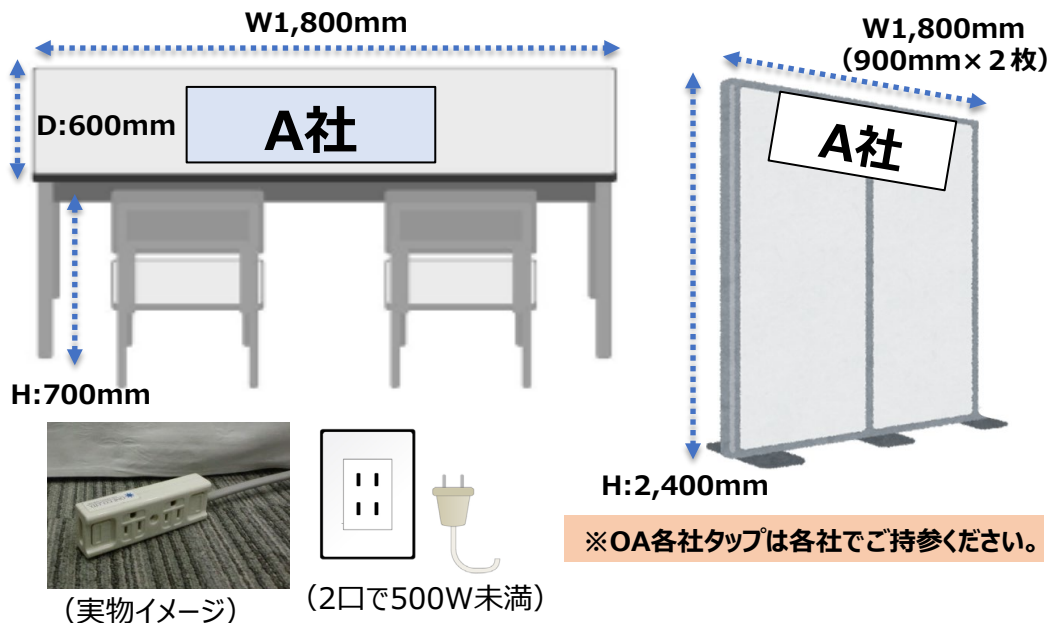 W1,800mm
D:600mm
A社
H:700mm
W1,800mm
（900mm×２枚）
A社
H:2,400mm
※OA各社タップは各社でご持参ください。
（実物イメージ）
（2口で500W未満）